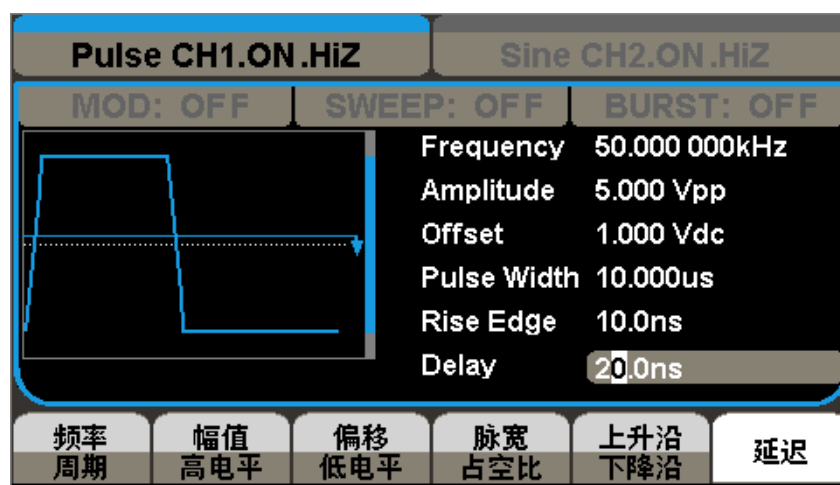 Pulse CH1.ON.HiZ
Sine CH2.ON.HiZ
MOD: OFF
SWEEP: OFF
BURST: OFF
Frequency 50.000 000kHz
Amplitude 5.000 Vpp
Offset 1.000 Vdc
Pulse Width 10.000us
Rise Edge 10.0ns
Delay 20.0ns
频率 幅值 偏移 脉宽 上升沿 延迟
周期 高电平 低电平 占空比 下降沿